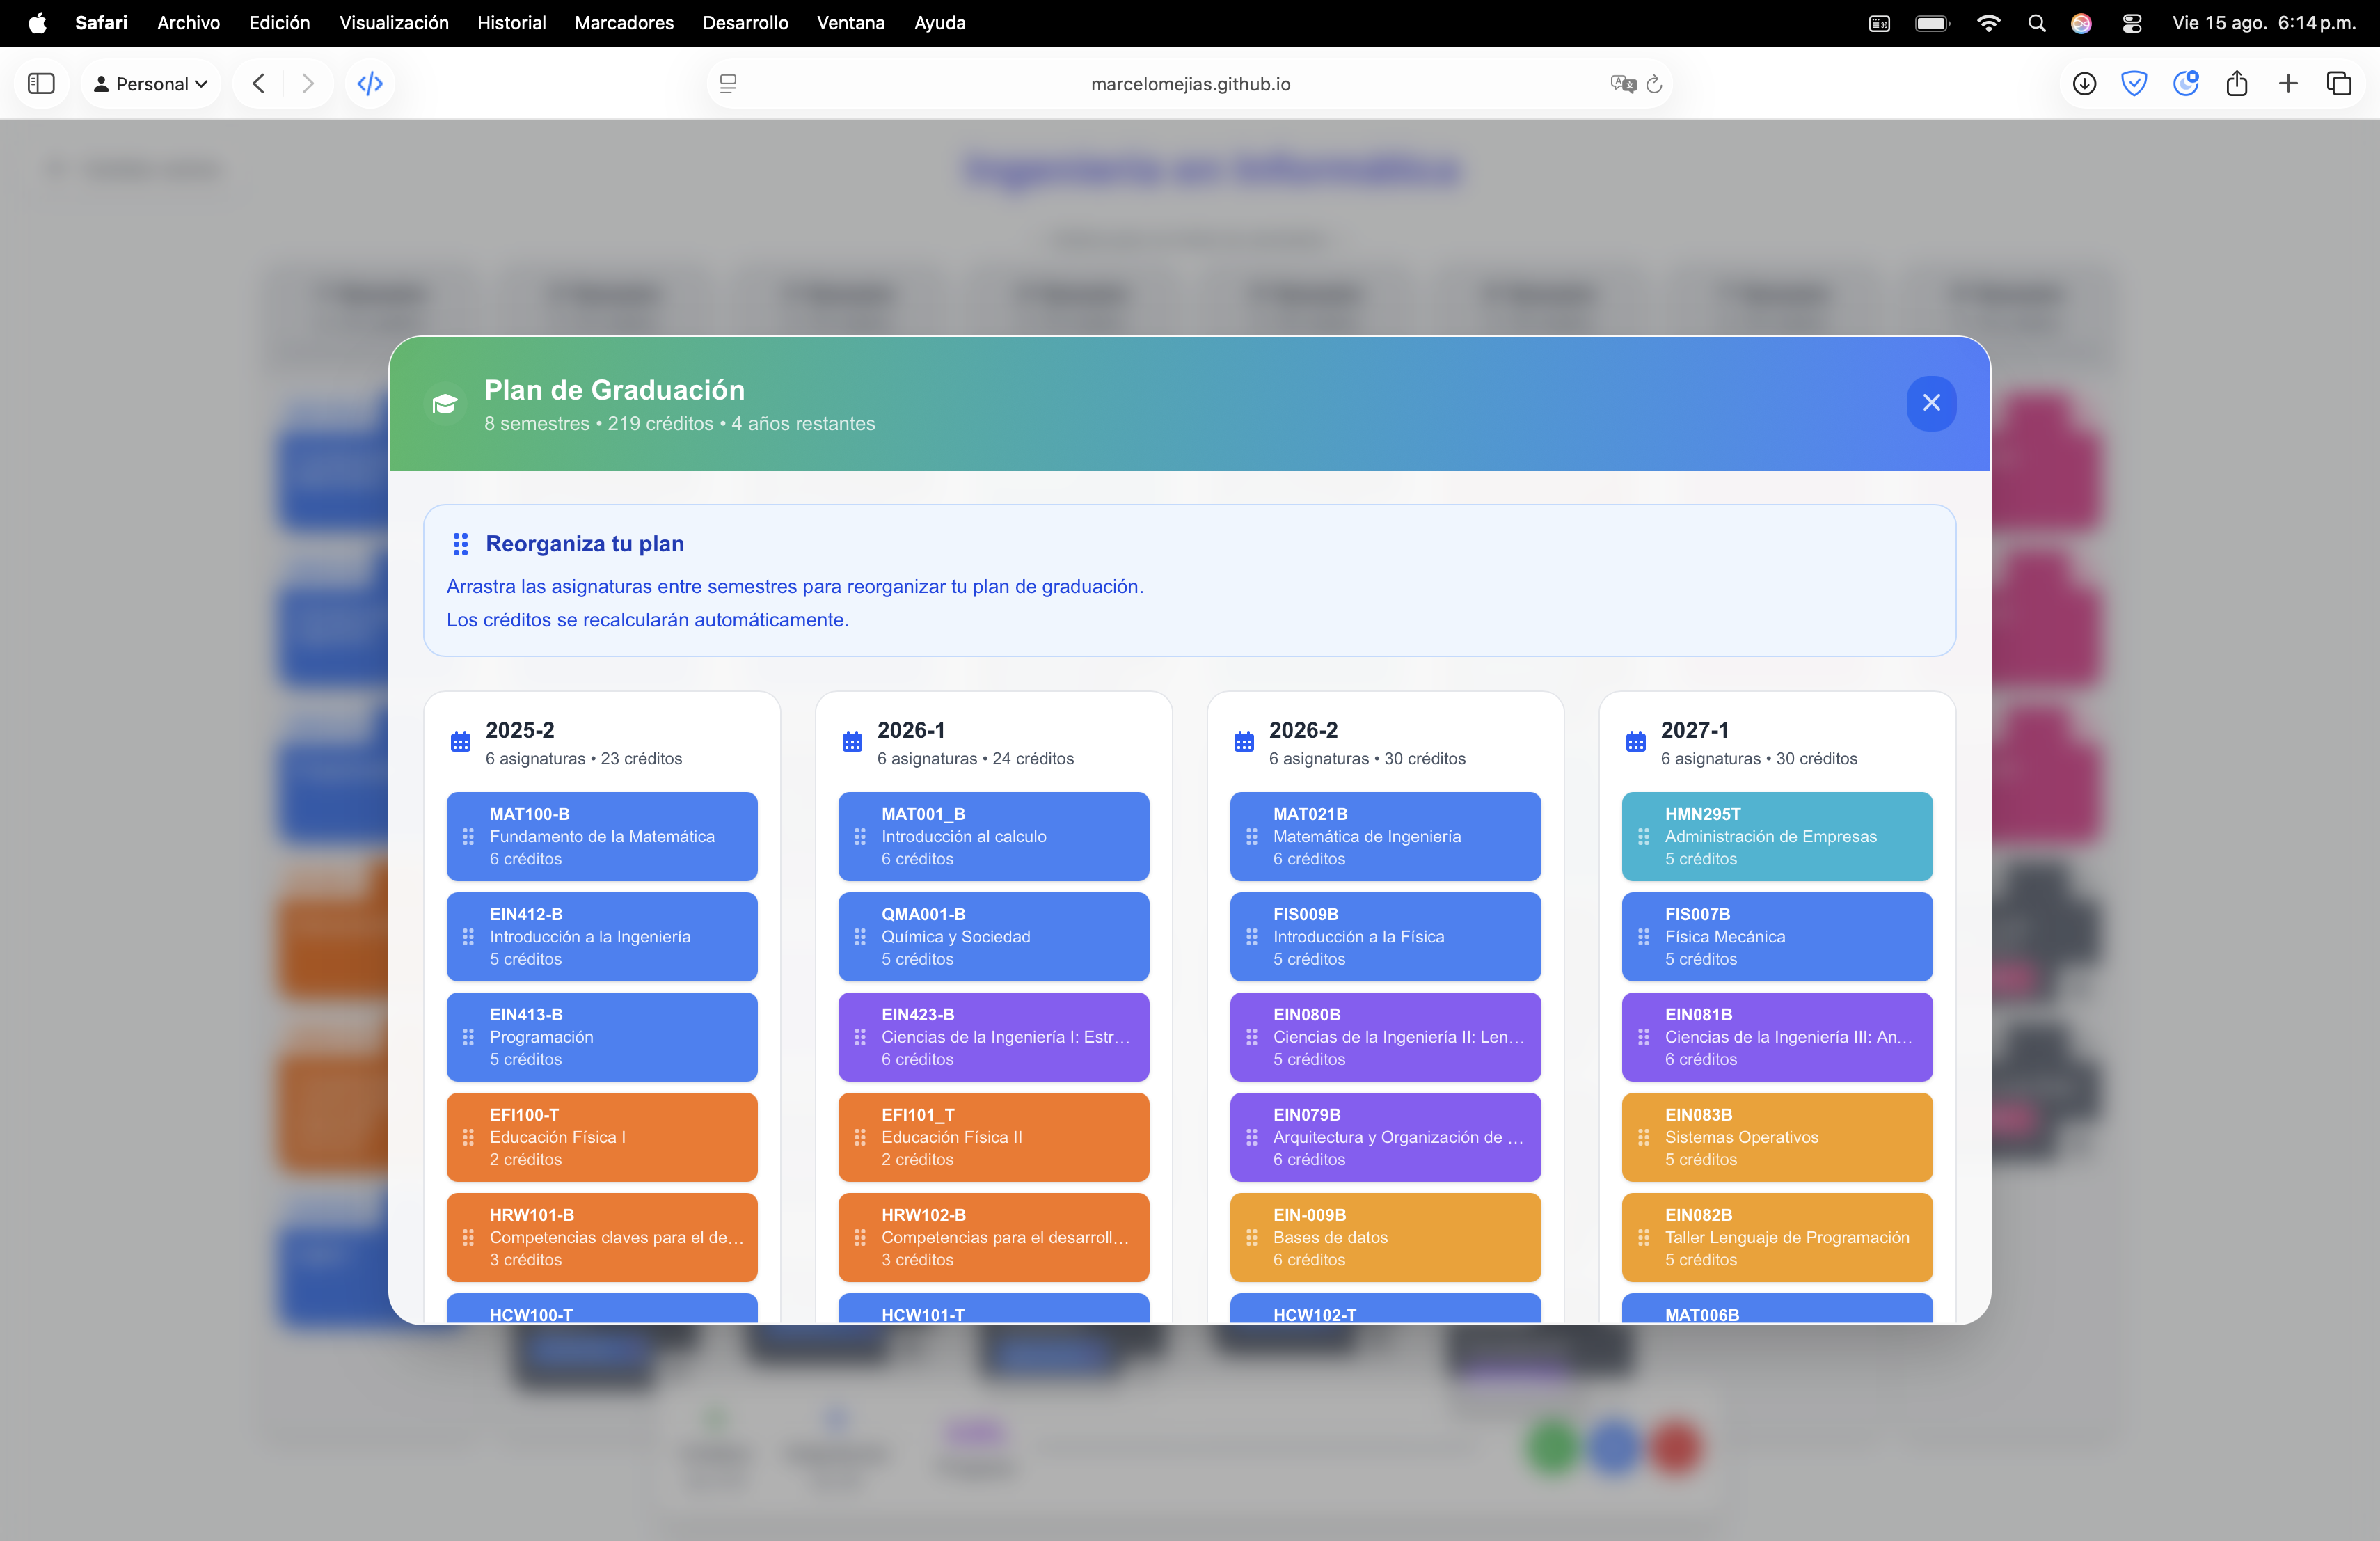 Safari Archivo Edición Visualización Historial Marcadores Desarrollo Ventana Ayuda Vie 15 ago. 6:14 p.m.
Personal marcelomejias.github.io
Ingeniería en Informática
Plan de Graduación
8 semestres • 219 créditos • 4 años restantes
Reorganiza tu plan
Arrastra las asignaturas entre semestres para reorganizar tu plan de graduación.
Los créditos se recalcularán automáticamente.
2025-2
6 asignaturas • 23 créditos
MAT100-B
Fundamento de la Matemática
6 créditos
EIN412-B
Introducción a la Ingeniería
5 créditos
EIN413-B
Programación
5 créditos
EFI100-T
Educación Física I
2 créditos
HRW101-B
Competencias claves para el de...
3 créditos
HCW100-T
2026-1
6 asignaturas • 24 créditos
MAT001_B
Introducción al calculo
6 créditos
QMA001-B
Química y Sociedad
5 créditos
EIN423-B
Ciencias de la Ingeniería I: Estr...
6 créditos
EFI101_T
Educación Física II
2 créditos
HRW102-B
Competencias para el desarroll...
3 créditos
HCW101-T
2026-2
6 asignaturas • 30 créditos
MAT021B
Matemática de Ingeniería
6 créditos
FIS009B
Introducción a la Física
5 créditos
EIN080B
Ciencias de la Ingeniería II: Len...
5 créditos
EIN079B
Arquitectura y Organización de ...
6 créditos
EIN-009B
Bases de datos
6 créditos
HCW102-T
2027-1
6 asignaturas • 30 créditos
HMN295T
Administración de Empresas
5 créditos
FIS007B
Física Mecánica
5 créditos
EIN081B
Ciencias de la Ingeniería III: An...
6 créditos
EIN083B
Sistemas Operativos
5 créditos
EIN082B
Taller Lenguaje de Programación
5 créditos
MAT006B